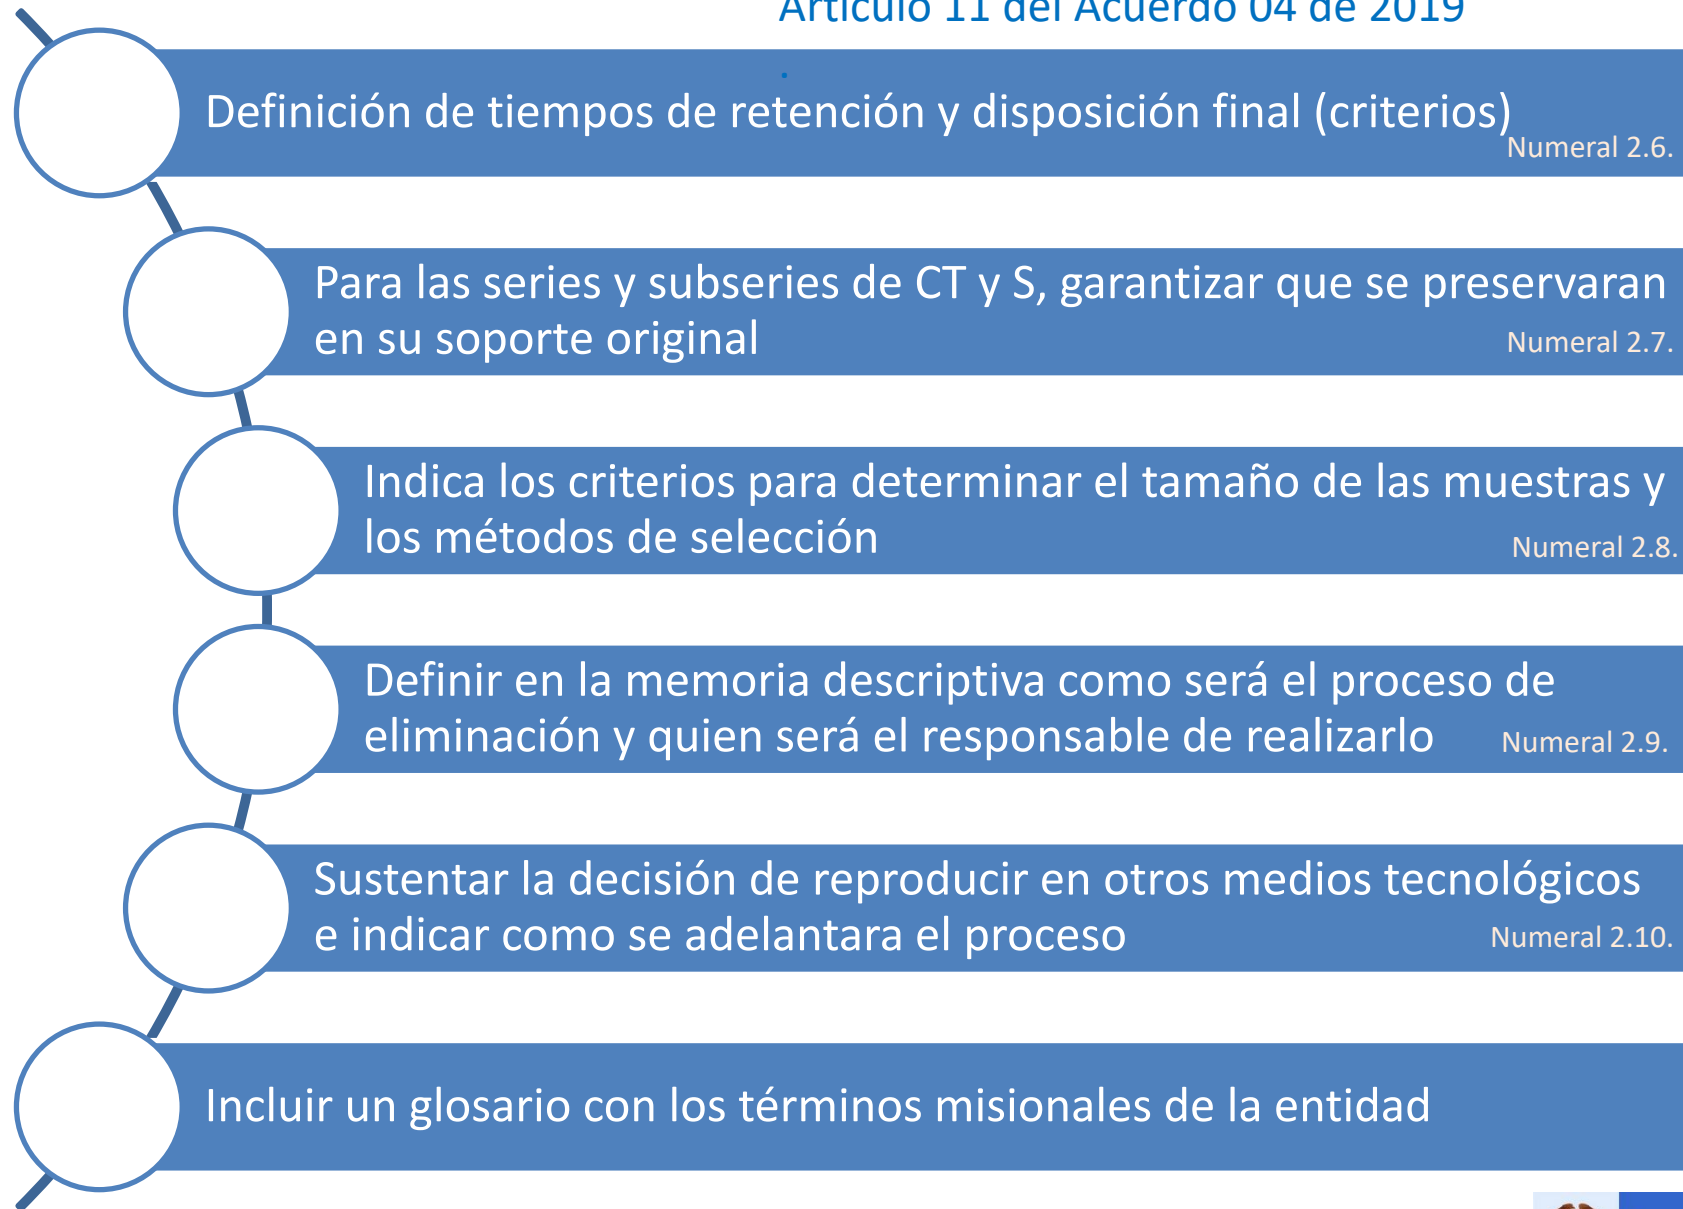 Artículo 11 del Acuerdo 04 de 2019
.
Definición de tiempos de retención y disposición final (criterios)
Numeral 2.6.
Para las series y subseries de CT y S, garantizar que se preservaran
en su soporte original
Numeral 2.7.
Indica los criterios para determinar el tamaño de las muestras y
los métodos de selección
Numeral 2.8.
Definir en la memoria descriptiva como será el proceso de
eliminación y quien será el responsable de realizarlo
Numeral 2.9.
Sustentar la decisión de reproducir en otros medios tecnológicos
e indicar como se adelantara el proceso
Numeral 2.10.
Incluir un glosario con los términos misionales de la entidad